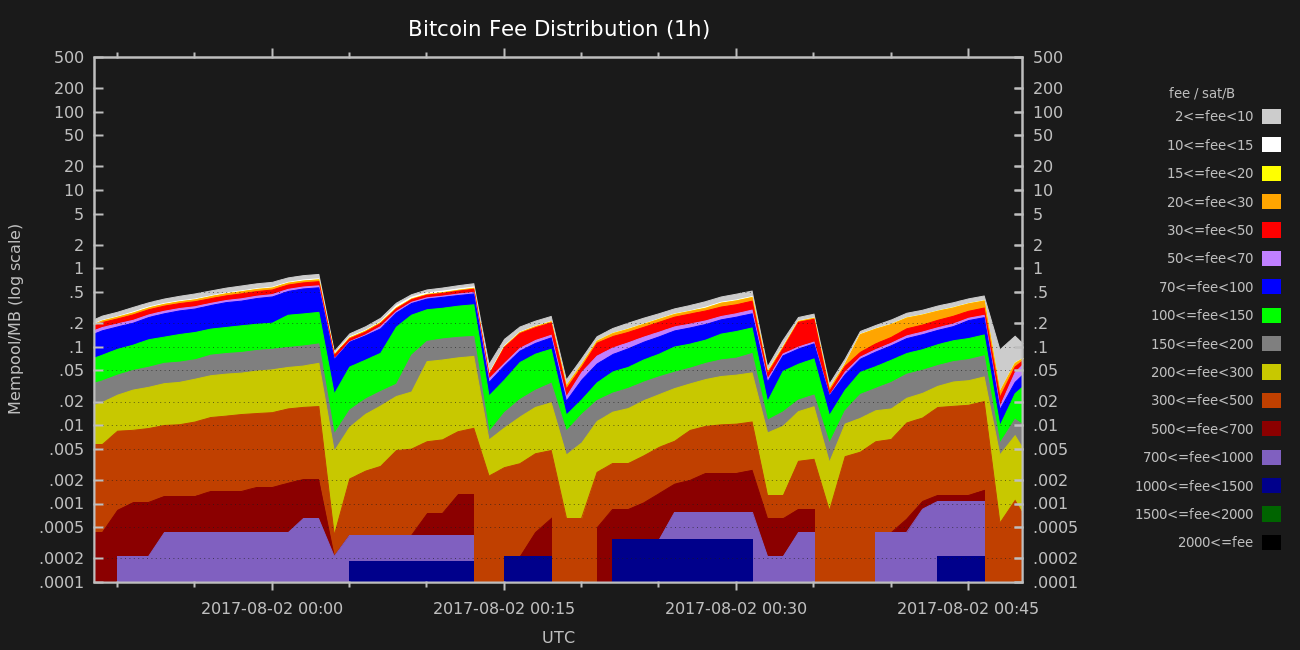 Bitcoin Fee Distribution (1h)
500 500
200 200
100 100
50 50
20 20
10 10
5 5
2 2
1 1
.5 .5
.2 .2
.1 .1
.05 .05
.02 .02
.01 .01
.005 .005
.002 .002
.001 .001
.0005 .0005
.0002 .0002
.0001 .0001
Mempool/MB (log scale)
2017-08-02 00:00 2017-08-02 00:15 2017-08-02 00:30 2017-08-02 00:45
UTC
fee / sat/B
2<=fee<10
10<=fee<15
15<=fee<20
20<=fee<30
30<=fee<50
50<=fee<70
70<=fee<100
100<=fee<150
150<=fee<200
200<=fee<300
300<=fee<500
500<=fee<700
700<=fee<1000
1000<=fee<1500
1500<=fee<2000
2000<=fee